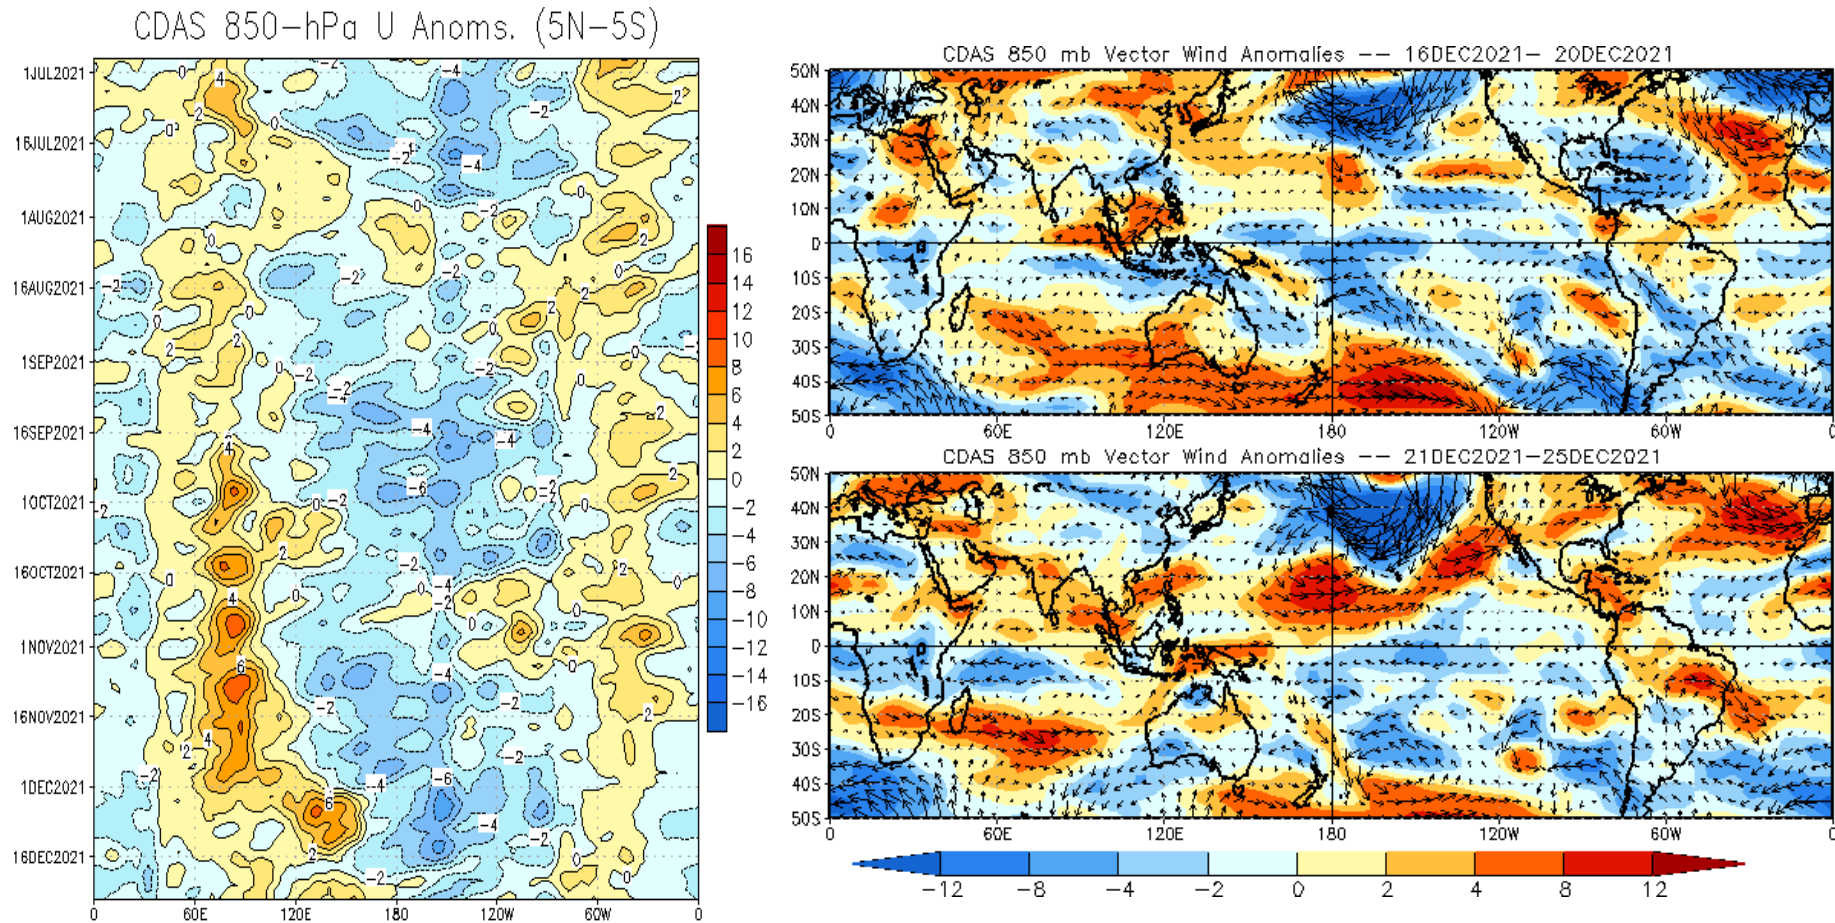 CDAS 850-hPa U Anoms. (5N-5S)
1JUL2021
16JUL2021
1AUG2021
16AUG2021
1SEP2021
16SEP2021
1OCT2021
16OCT2021
1NOV2021
16NOV2021
1DEC2021
16DEC2021
0 60E 120E 180 120W 60W 0
16
14
12
10
8
6
4
2
0
-2
-4
-6
-8
-10
-12
-14
-16
CDAS 850 mb Vector Wind Anomalies -- 16DEC2021- 20DEC2021
50N
40N
30N
20N
10N
0
10S
20S
30S
40S
50S
0 60E 120E 180 120W 60W 0
CDAS 850 mb Vector Wind Anomalies -- 21DEC2021-25DEC2021
50N
40N
30N
20N
10N
0
10S
20S
30S
40S
50S
0 60E 120E 180 120W 60W 0
-12 -8 -4 -2 0 2 4 8 12